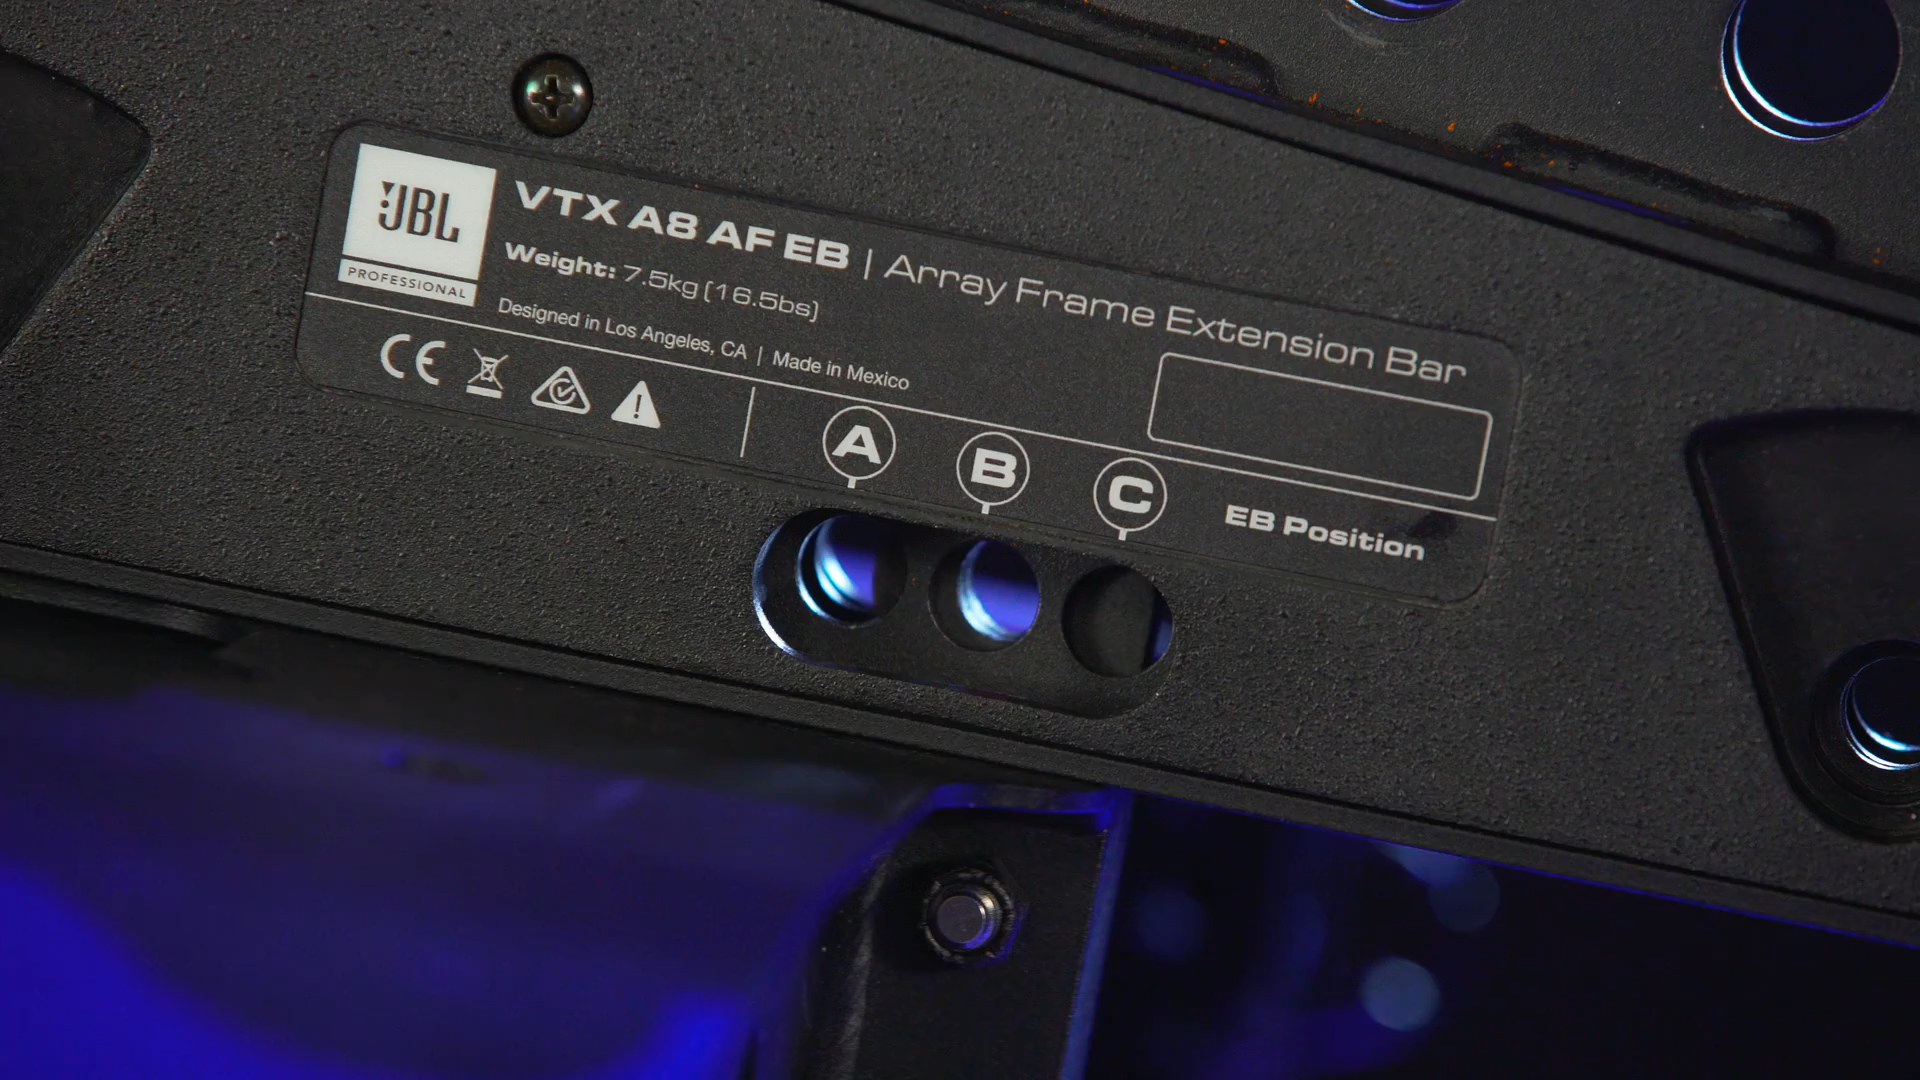 JBL
PROFESSIONAL
VTX A8 AF EB | Array Frame Extension Bar
Weight: 7.5kg (16.5bs)
Designed in Los Angeles, CA | Made in Mexico
CE
A B C EB Position